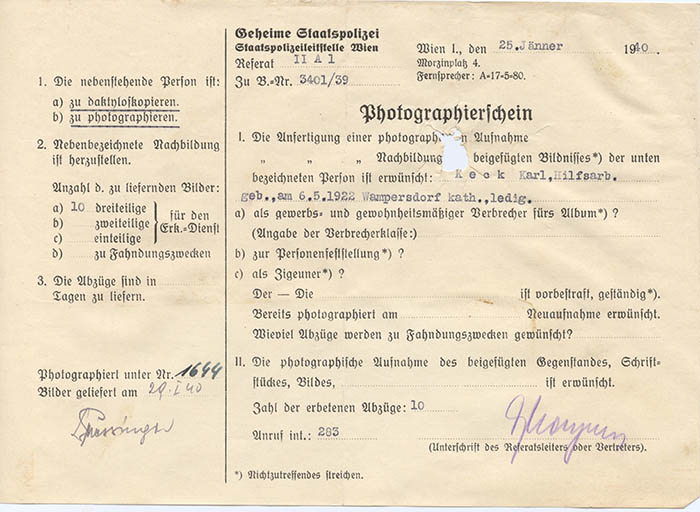 1. Die nebenstehende Person ist:
a) zu daktyloskopieren.
b) zu photographieren.
2. Nebenbezeichnete Nachbildung
ist herzustellen.
Anzahl d. zu liefernden Bilder:
a) 10 dreiteilige
b) zweiteilige
c) einteilige
für den
Erk.=Dienst
d) zu Fahndungszwecken
3. Die Abzüge sind in
Tagen zu liefern.
Photographiert unter Nr. 1644
Bilder geliefert am 29.I.40
Geheime Staatspolizei
Staatspolizeileitstelle Wien
Referat II A 1
Zu B.=Nr. 3401/39
Wien I., den 25.Jänner 1940.
Morzinplatz 4.
Fernsprecher: A=17=5=80.
Photographierschein
I. Die Anfertigung einer Aufnahme
„ „ „ Nachbildung beigefügten Bildnisses*) der unten
bezeichneten Person ist erwünscht: Keck Karl,Hilfsarb.
geb.,am 6.5.1922 Wampersdorf kath.,ledig.
a) als gewerbs= und gewohnheitsmäßiger Verbrecher fürs Album*) ?
(Angabe der Verbrecherklasse:)
b) zur Personenfeststellung*) ?
c) als Zigeuner*) ?
Der — Die ist vorbestraft, geständig*).
Bereits photographiert am Neuaufnahme erwünscht.
Wieviel Abzüge werden zu Fahndungszwecken gewünscht?
II. Die photographische Aufnahme des beigefügten Gegenstandes, Schrift=
stückes, Bildes, ist erwünscht.
Zahl der erbetenen Abzüge: 10
Anruf int.: 283
(Unterschrift des Referatsleiters oder Vertreters).
*) Nichtzutreffendes streichen.